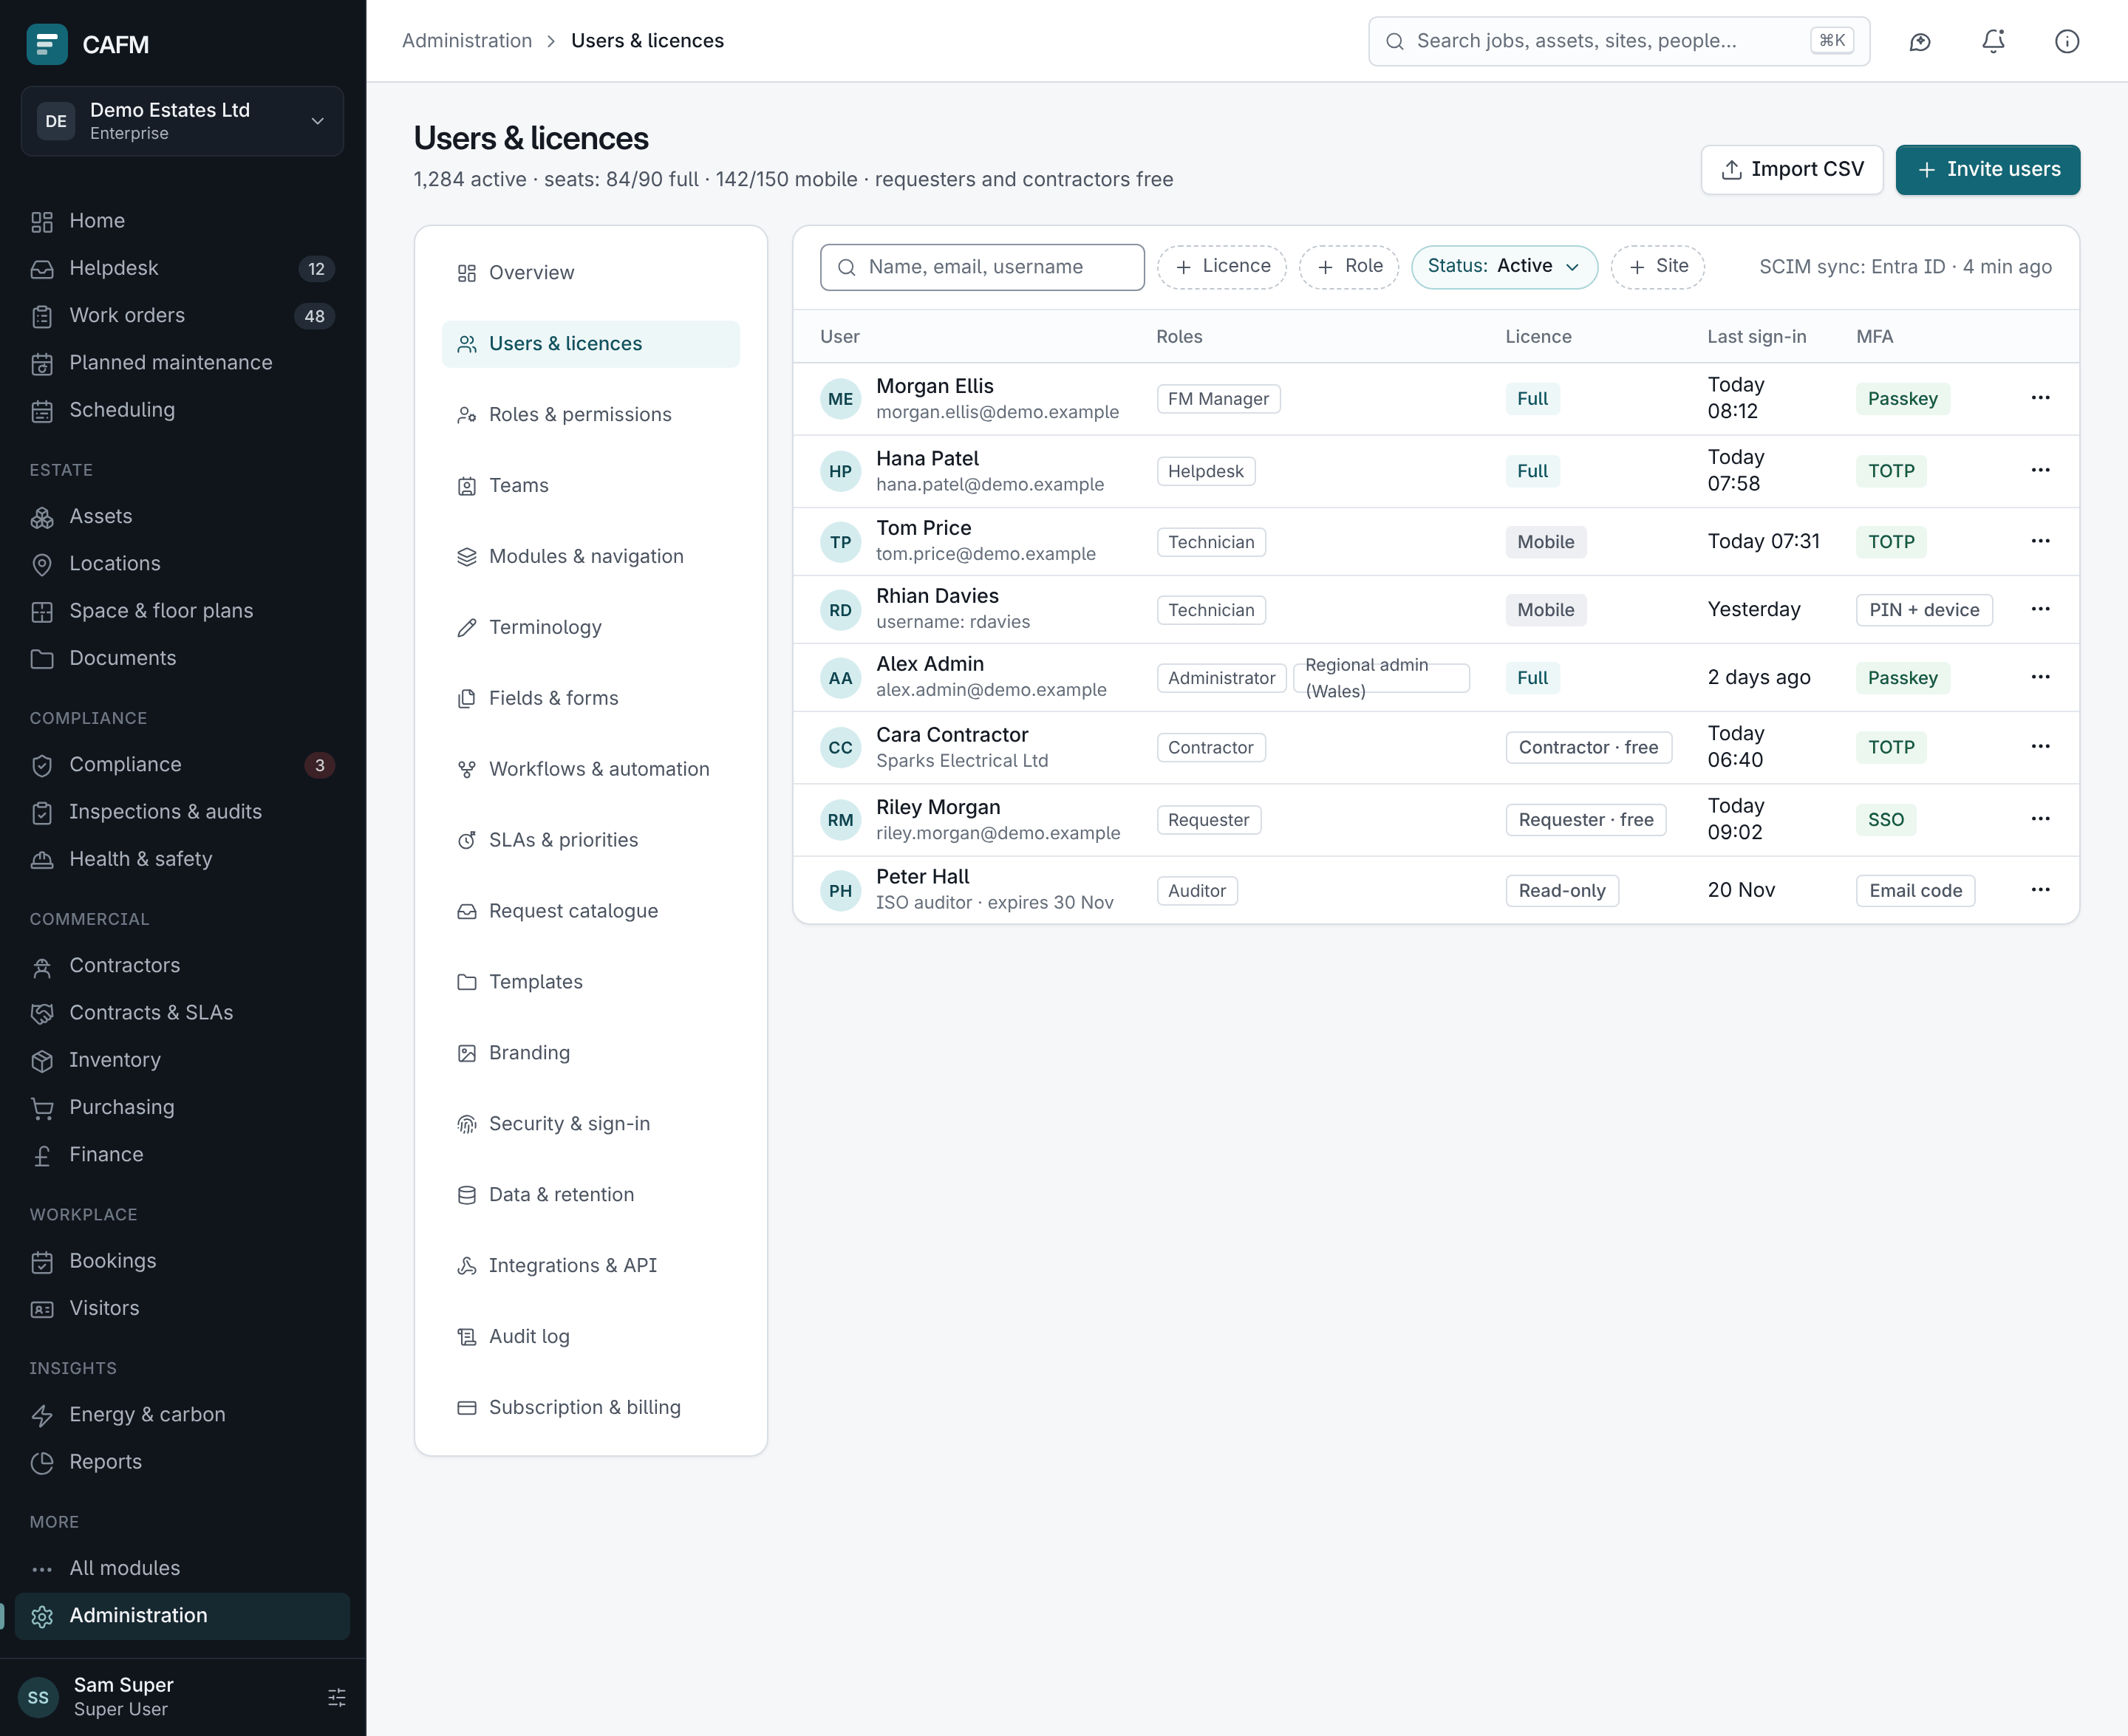 CAFM
DE
Demo Estates Ltd
Enterprise
Home
Helpdesk 12
Work orders 48
Planned maintenance
Scheduling
ESTATE
Assets
Locations
Space & floor plans
Documents
COMPLIANCE
Compliance 3
Inspections & audits
Health & safety
COMMERCIAL
Contractors
Contracts & SLAs
Inventory
Purchasing
Finance
WORKPLACE
Bookings
Visitors
INSIGHTS
Energy & carbon
Reports
MORE
All modules
Administration
SS
Sam Super
Super User
Administration > Users & licences
Search jobs, assets, sites, people... ⌘K
Users & licences
1,284 active · seats: 84/90 full · 142/150 mobile · requesters and contractors free
Import CSV
+ Invite users
Overview
Users & licences
Roles & permissions
Teams
Modules & navigation
Terminology
Fields & forms
Workflows & automation
SLAs & priorities
Request catalogue
Templates
Branding
Security & sign-in
Data & retention
Integrations & API
Audit log
Subscription & billing
Name, email, username + Licence + Role Status: Active + Site SCIM sync: Entra ID · 4 min ago
User Roles Licence Last sign-in MFA
ME Morgan Ellis
morgan.ellis@demo.example
FM Manager Full
Today
08:12
Passkey
HP Hana Patel
hana.patel@demo.example
Helpdesk Full
Today
07:58
TOTP
TP Tom Price
tom.price@demo.example
Technician Mobile Today 07:31 TOTP
RD Rhian Davies
username: rdavies
Technician Mobile Yesterday PIN + device
AA Alex Admin
alex.admin@demo.example
Administrator
Regional admin
(Wales)
Full 2 days ago Passkey
CC Cara Contractor
Sparks Electrical Ltd
Contractor Contractor · free
Today
06:40
TOTP
RM Riley Morgan
riley.morgan@demo.example
Requester Requester · free
Today
09:02
SSO
PH Peter Hall
ISO auditor · expires 30 Nov
Auditor Read-only 20 Nov Email code